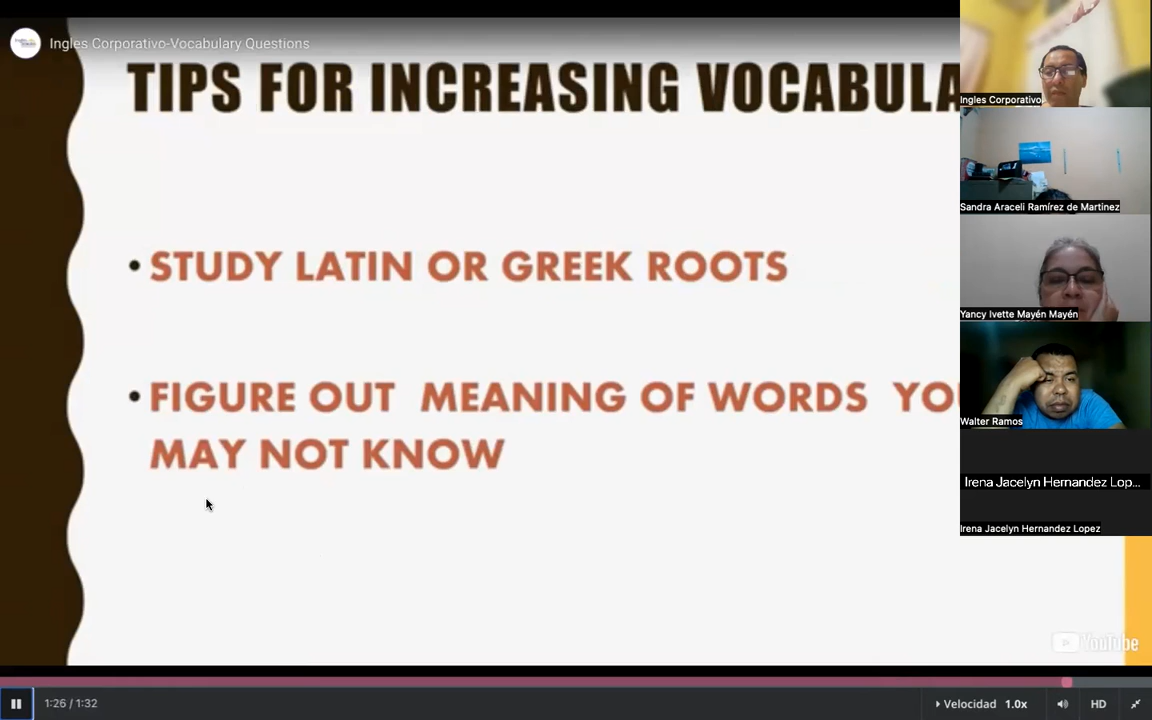 Ingles Corporativo-Vocabulary Questions
TIPS FOR INCREASING VOCABULA
• STUDY LATIN OR GREEK ROOTS
• FIGURE OUT MEANING OF WORDS YO
MAY NOT KNOW
Ingles Corporativo
Sandra Araceli Ramírez de Martinez
Yancy Ivette Mayén Mayén
Walter Ramos
Irena Jacelyn Hernandez Lop...
Irena Jacelyn Hernandez Lopez
YouTube
1:26 / 1:32
Velocidad 1.0x
HD